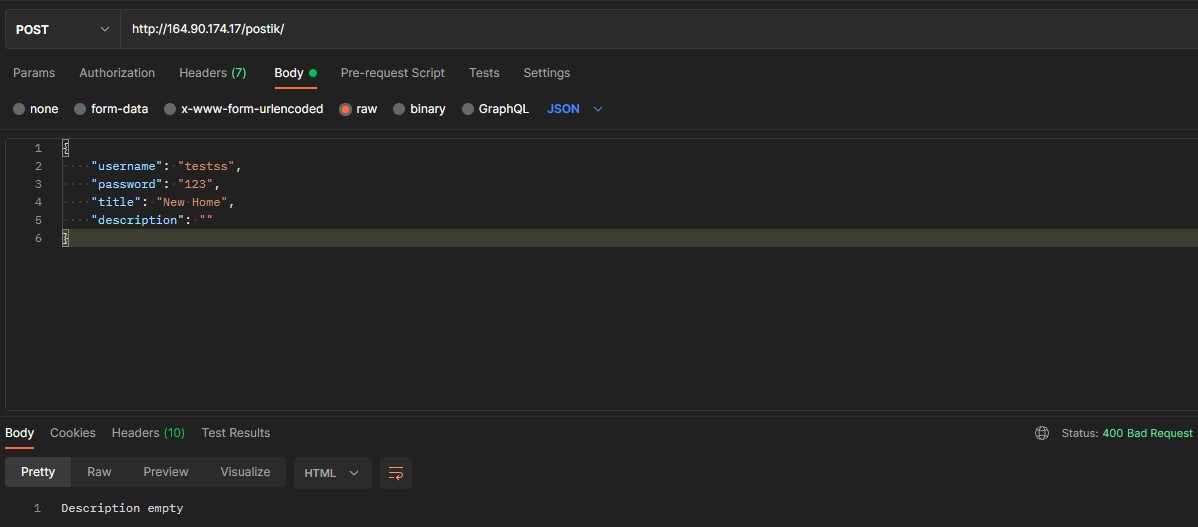 POST http://164.90.174.17/postik/
Params Authorization Headers (7) Body Pre-request Script Tests Settings
none form-data x-www-form-urlencoded raw binary GraphQL JSON
1 {
2 "username": "testss",
3 "password": "123",
4 "title": "New Home",
5 "description": ""
6 }
Body Cookies Headers (10) Test Results Status: 400 Bad Request
Pretty Raw Preview Visualize HTML
1 Description empty